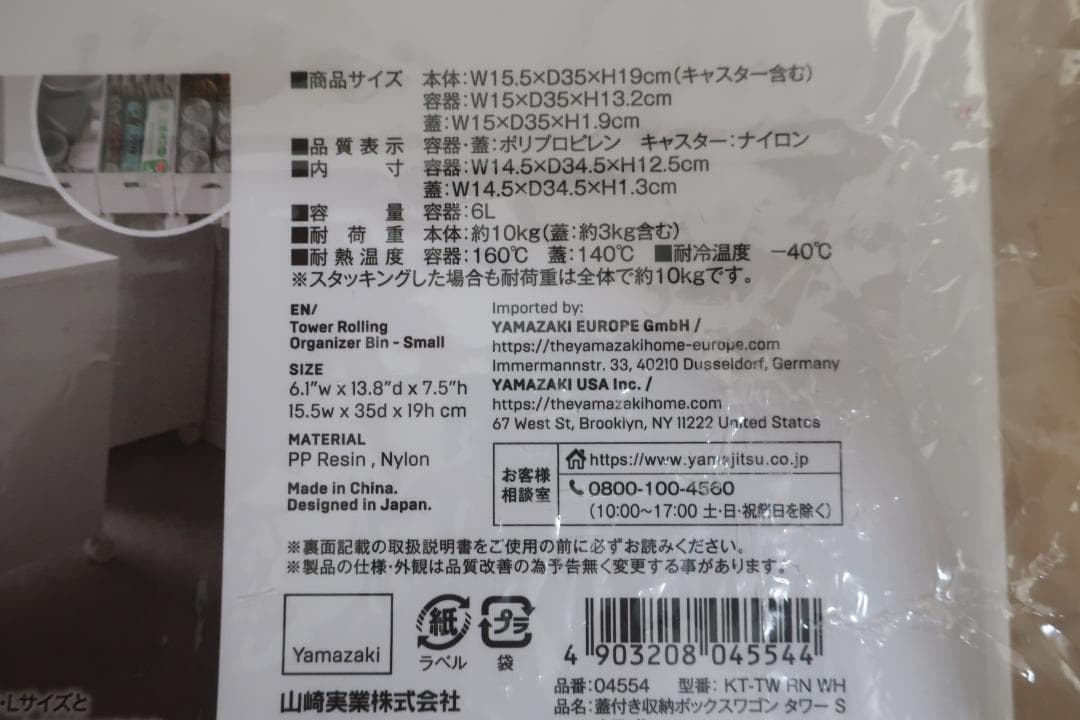 ■商品サイズ 本体:W15.5×D35×H19cm(キャスター含む)
容器:W15×D35×H13.2cm
蓋:W15×D35×H1.9cm
■品質表示 容器・蓋:ポリプロピレン キャスター:ナイロン
■内寸 容器:W14.5×D34.5×H12.5cm
蓋:W14.5×D34.5×H1.3cm
■容量 容器:6L
■耐荷重 本体:約10kg(蓋:約3kg含む)
■耐熱温度 容器:160℃ 蓋:140℃ ■耐冷温度 −40℃
※スタッキングした場合も耐荷重は全体で約10kgです。
EN/
Tower Rolling
Organizer Bin - Small
SIZE
6.1"w x 13.8"d x 7.5"h
15.5w x 35d x 19h cm
MATERIAL
PP Resin , Nylon
Made in China.
Designed in Japan.
Imported by:
YAMAZAKI EUROPE GmbH /
https://theyamazakihome-europe.com
Immermannstr. 33, 40210 Dusseldorf, Germany
YAMAZAKI USA Inc. /
https://theyamazakihome.com
67 West St, Brooklyn, NY 11222 United States
お客様
相談室
https://www.yamajitsu.co.jp
0800-100-4560
(10:00〜17:00 土・日・祝祭日を除く)
※裏面記載の取扱説明書をご使用の前に必ずお読みください。
※製品の仕様・外観は品質改善の為予告無く変更する事があります。
Yamazaki
紙
ラベル
プラ
袋
4 903208 045544
山崎実業株式会社
品番:04554 型番: KT-TW RN WH
品名:蓋付き収納ボックスワゴン タワー S
・Lサイズと